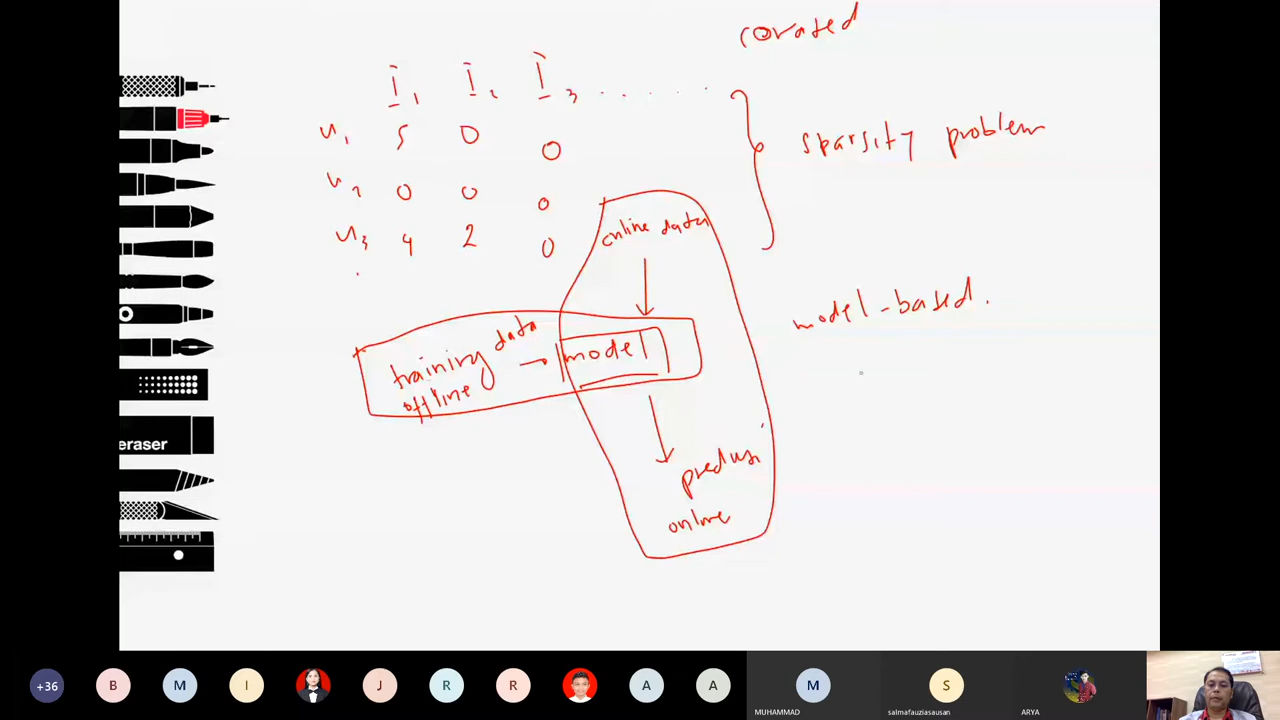 corated
I1 I2 I3 . . . . .
u1 5 0 0
sparsity problem
u2 0 0 0
u3 4 2 0
online data
model-based.
training data → model
offline
eraser
online
+36 B M I J R R A A M S
MUHAMMAD salmafauziasausan ARYA